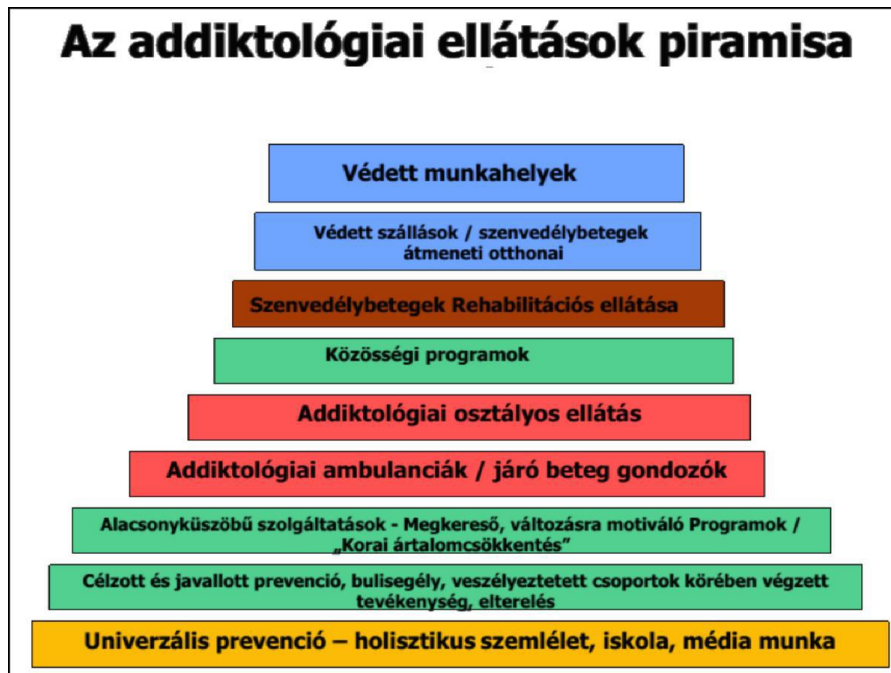 Az addiktológiai ellátások piramisa
Védett munkahelyek
Védett szállások / szenvedélybetegek
átmeneti otthonai
Szenvedélybetegek Rehabilitációs ellátása
Közösségi programok
Addiktológiai osztályos ellátás
Addiktológiai ambulanciák / járó beteg gondozók
Alacsonyküszöbű szolgáltatások - Megkereső, változásra motiváló Programok /
„Korai ártalomcsökkentés”
Célzott és javallott prevenció, bulisegély, veszélyeztetett csoportok körében végzett
tevékenység, elterelés
Univerzális prevenció – holisztikus szemlélet, iskola, média munka